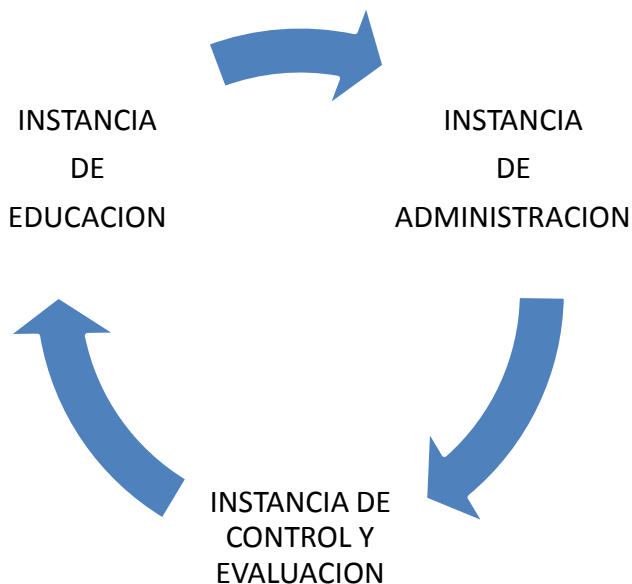 INSTANCIA
DE
EDUCACION
INSTANCIA
DE
ADMINISTRACION
INSTANCIA DE
CONTROL Y
EVALUACION